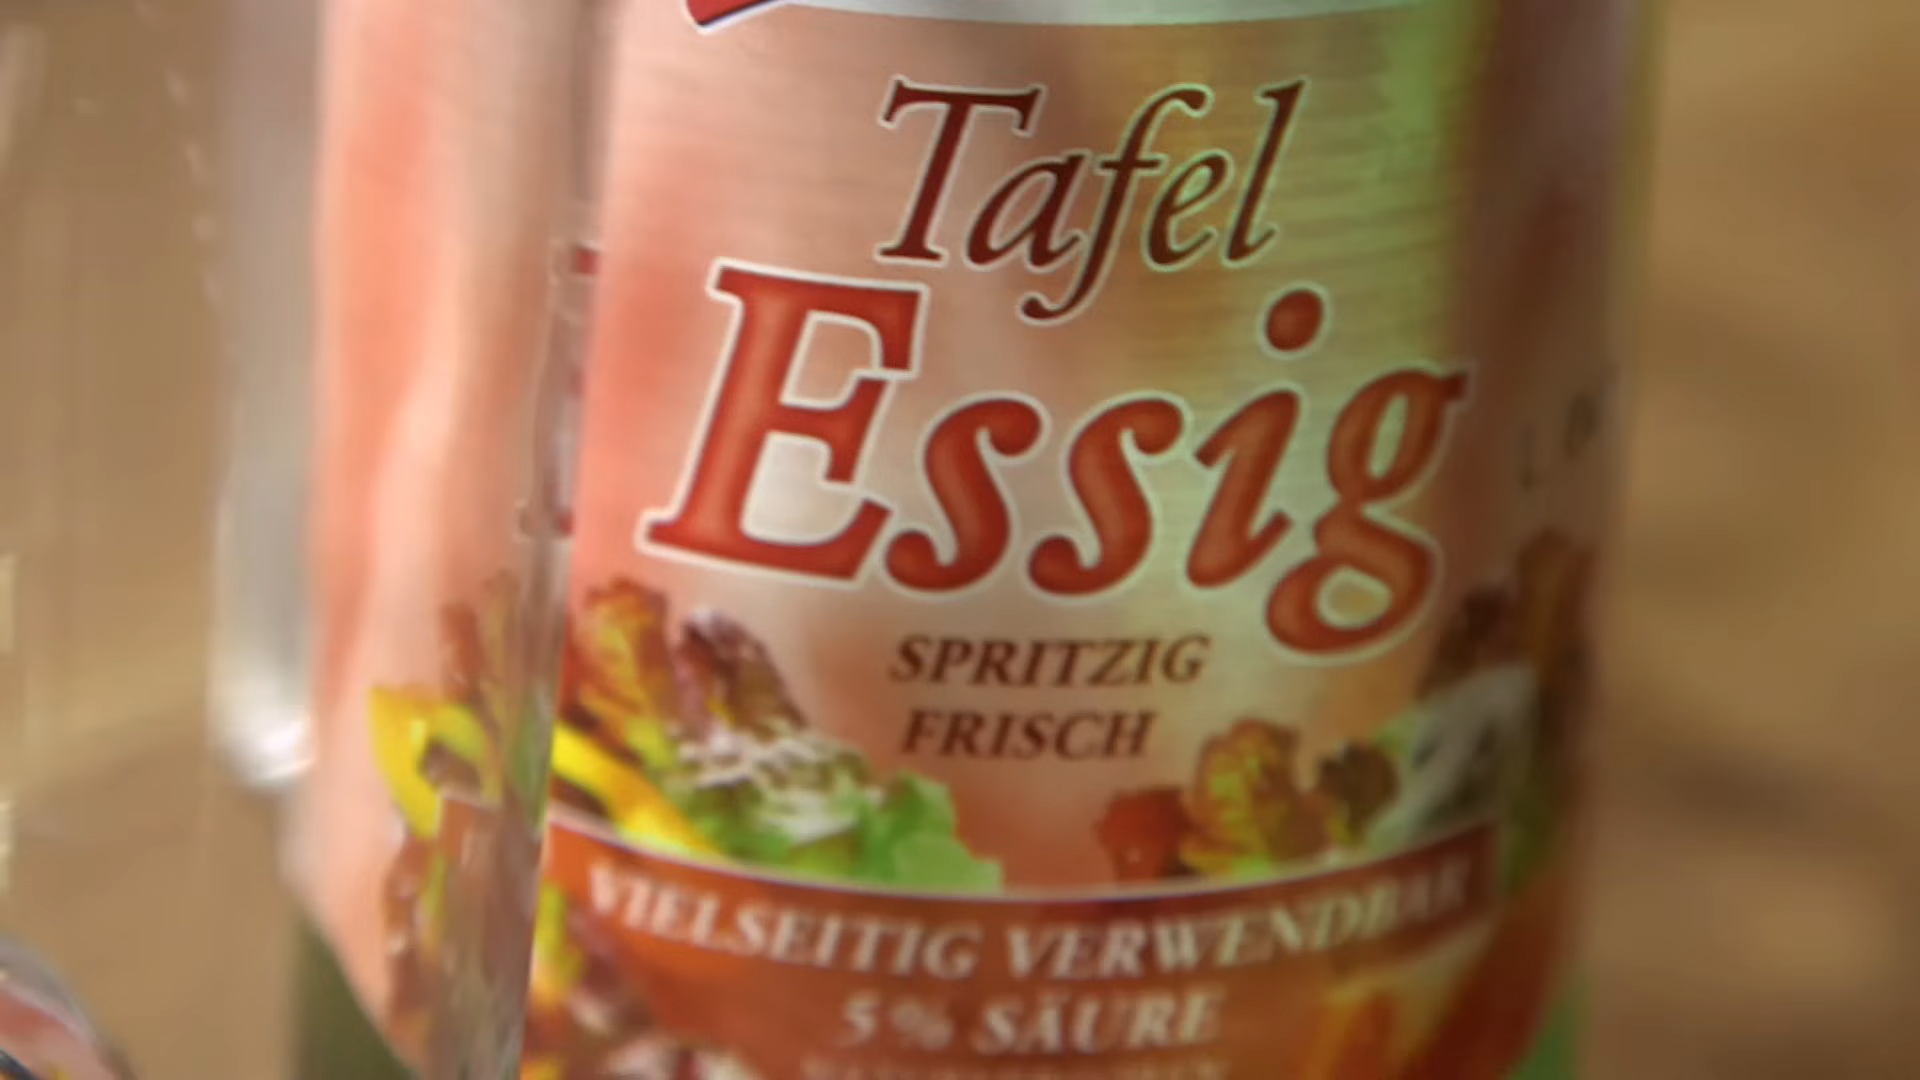 Tafel
Essig
SPRITZIG
FRISCH
VIELSEITIG VERWENDBAR
5% SÄURE